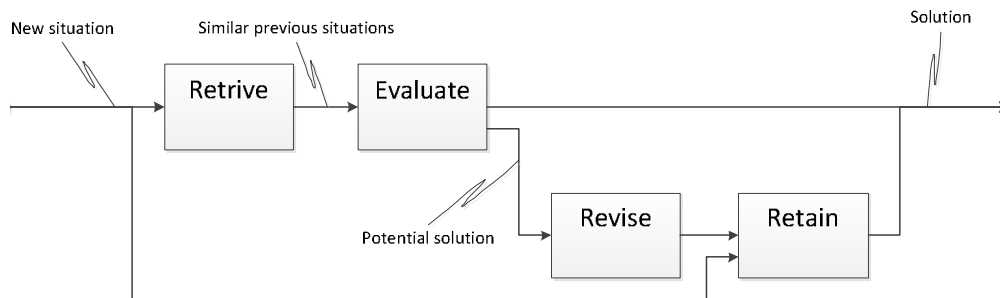 New situation
Similar previous situations
Solution
Retrive
Evaluate
Potential solution
Revise
Retain